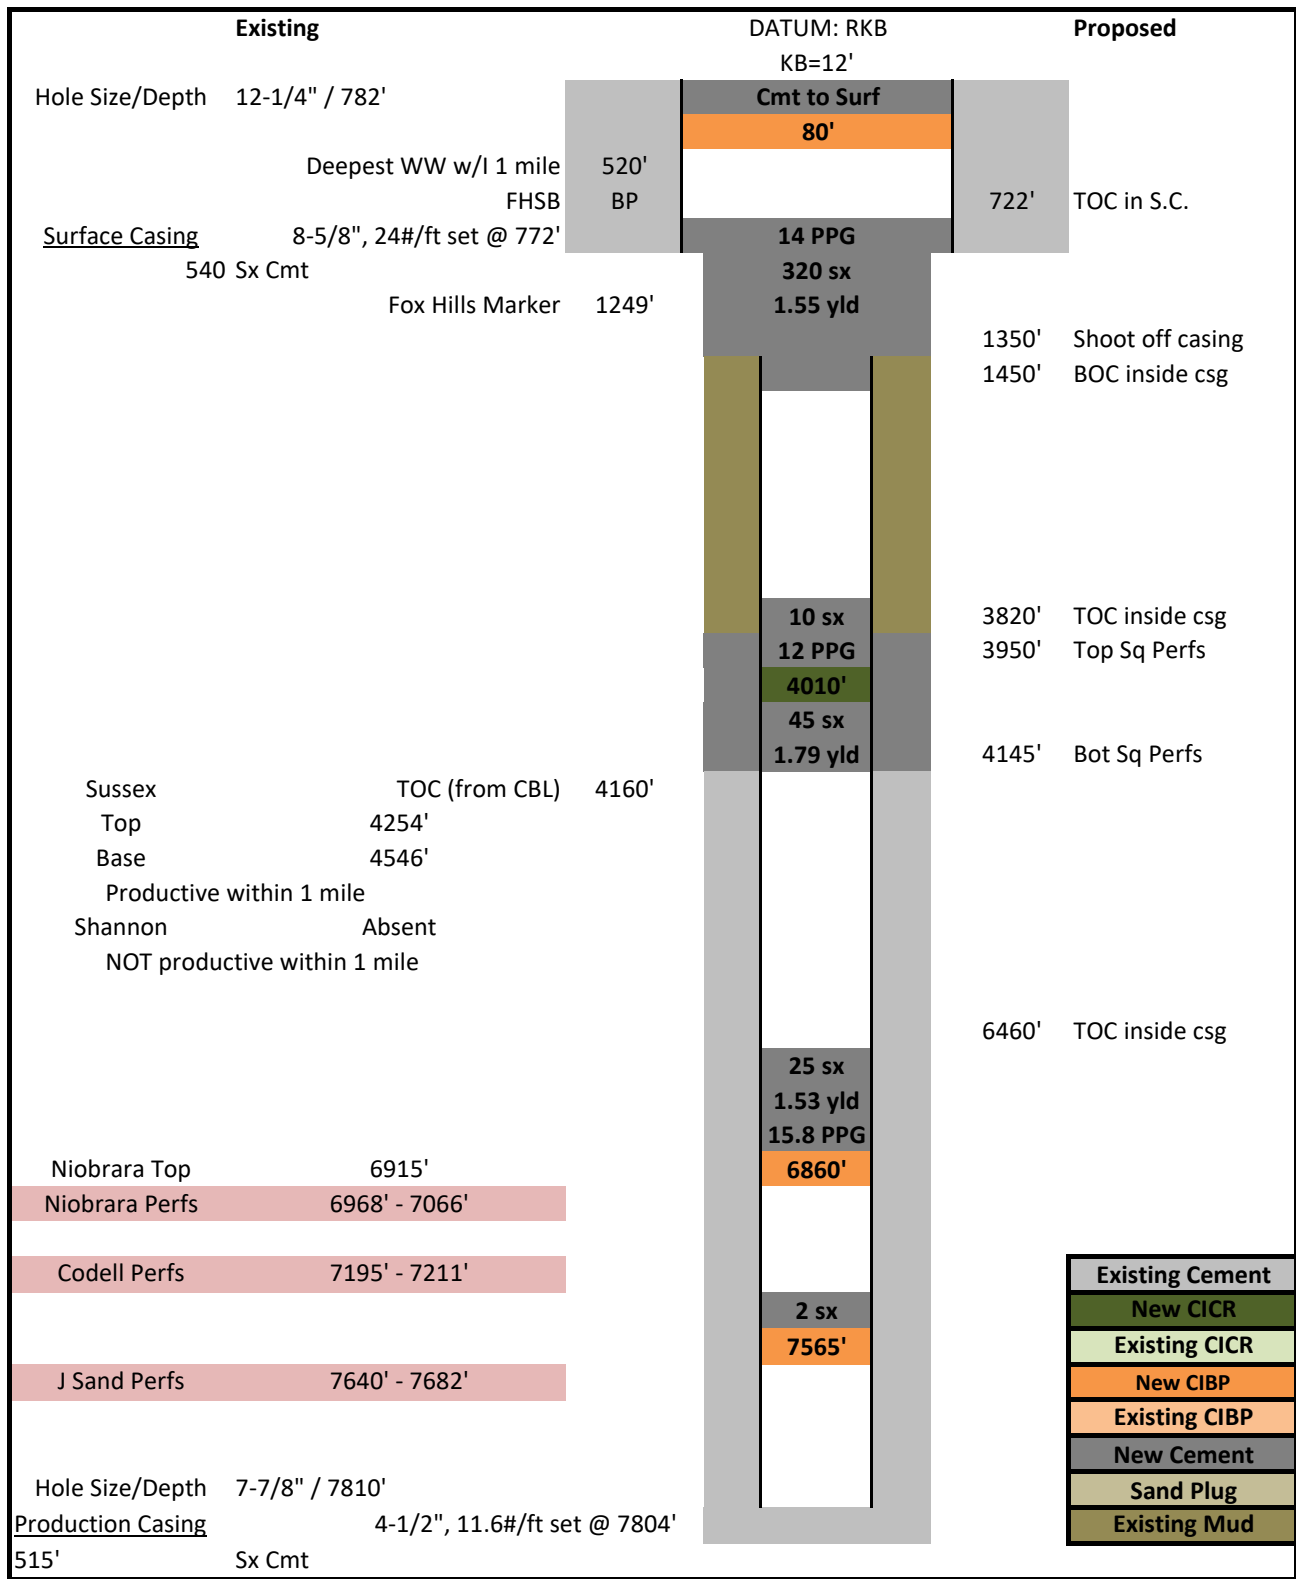 Existing DATUM: RKB Proposed
KB=12'
Hole Size/Depth 12-1/4" / 782' Cmt to Surf
80'
Deepest WW w/I 1 mile 520'
FHSB BP 722' TOC in S.C.
Surface Casing 8-5/8", 24#/ft set @ 772' 14 PPG
540 Sx Cmt 320 sx
Fox Hills Marker 1249' 1.55 yld
1350' Shoot off casing
1450' BOC inside csg
10 sx 3820' TOC inside csg
12 PPG 3950' Top Sq Perfs
4010'
45 sx
1.79 yld 4145' Bot Sq Perfs
Sussex TOC (from CBL) 4160'
Top 4254'
Base 4546'
Productive within 1 mile
Shannon Absent
NOT productive within 1 mile
6460' TOC inside csg
25 sx
1.53 yld
15.8 PPG
Niobrara Top 6915' 6860'
Niobrara Perfs 6968' - 7066'
Codell Perfs 7195' - 7211' Existing Cement
2 sx New CICR
7565' Existing CICR
J Sand Perfs 7640' - 7682' New CIBP
Existing CIBP
New Cement
Hole Size/Depth 7-7/8" / 7810' Sand Plug
Production Casing 4-1/2", 11.6#/ft set @ 7804' Existing Mud
515' Sx Cmt